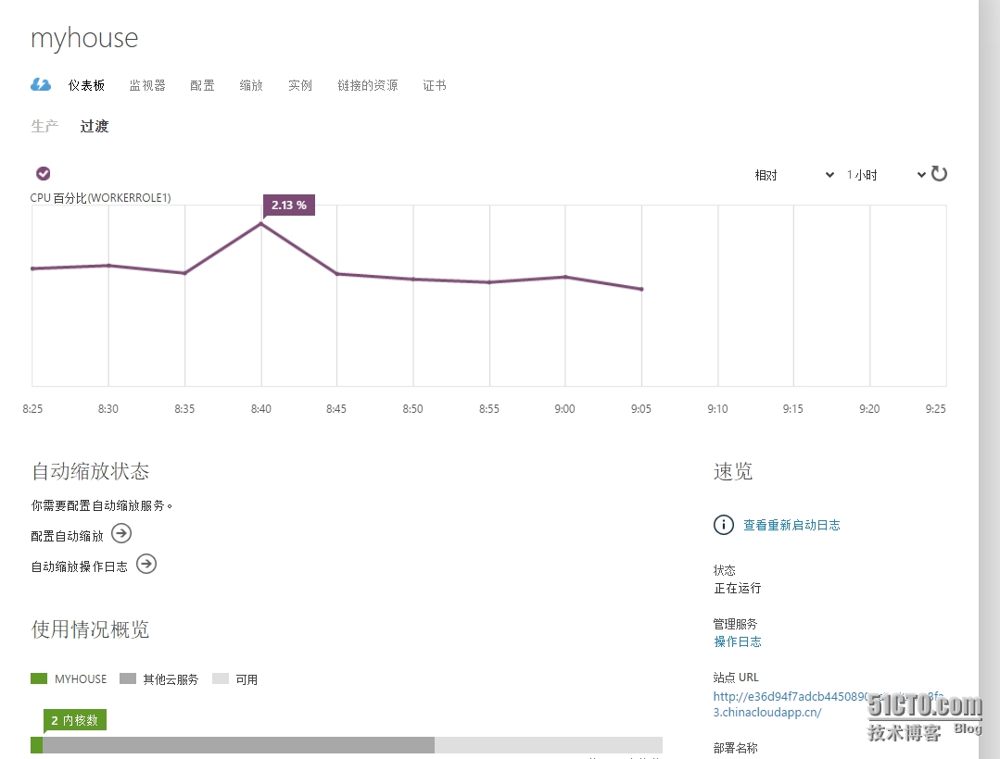 myhouse
仪表板 监视器 配置 缩放 实例 链接的资源 证书
生产 过渡
相对 1 小时
CPU 百分比(WORKERROLE1)
2.13 %
8:25 8:30 8:35 8:40 8:45 8:50 8:55 9:00 9:05 9:10 9:15 9:20 9:25
自动缩放状态
你需要配置自动缩放服务。
配置自动缩放
自动缩放操作日志
使用情况概览
MYHOUSE 其他云服务 可用
2 内核数
速览
查看重新启动日志
状态
正在运行
管理服务
操作日志
站点 URL
http://e36d94f7adcb4450890
3.chinacloudapp.cn/
部署名称
51CTO.com
技术博客 Blog